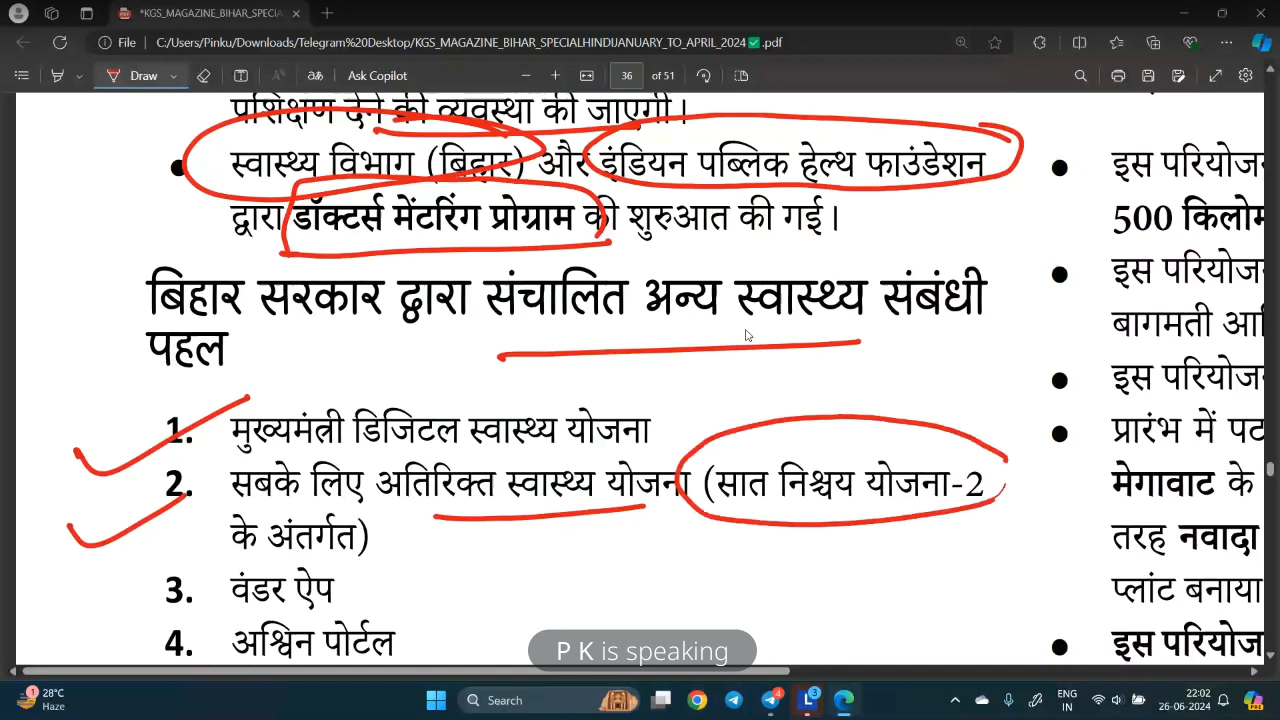 *KGS_MAGAZINE_BIHAR_SPECIA
File C:/Users/Pinku/Downloads/Telegram%20Desktop/KGS_MAGAZINE_BIHAR_SPECIALHINDIJANUARY_TO_APRIL_2024✅.pdf
Draw Ask Copilot 36 of 51
प्रशिक्षण देने की व्यवस्था की जाएगी।
स्वास्थ्य विभाग (बिहार) और इंडियन पब्लिक हेल्थ फाउंडेशन
द्वारा डॉक्टर्स मेंटरिंग प्रोग्राम की शुरुआत की गई।
बिहार सरकार द्वारा संचालित अन्य स्वास्थ्य संबंधी
पहल
1. मुख्यमंत्री डिजिटल स्वास्थ्य योजना
2. सबके लिए अतिरिक्त स्वास्थ्य योजना (सात निश्चय योजना-2
के अंतर्गत)
3. वंडर ऐप
4. अश्विन पोर्टल
इस परियोज
500 किलोम
इस परियोज
बागमती आ
इस परियोज
प्रारंभ में पट
मेगावाट के
तरह नवादा
प्लांट बनाया
इस परियोज
P K is speaking
28°C
Haze
Search
ENG
IN
22:02
26-06-2024